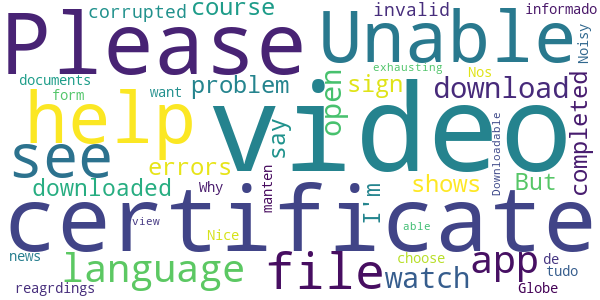 corrupted course invalid informado
Please Unable Noisy
documents problem exhausting Nos
form want sign download
help video open
see say completed
downloaded errors Downloadable
Why manten I'm shows But
certificate
view Nice able
news language file watch app de
choose tudo
reagrdings Globe